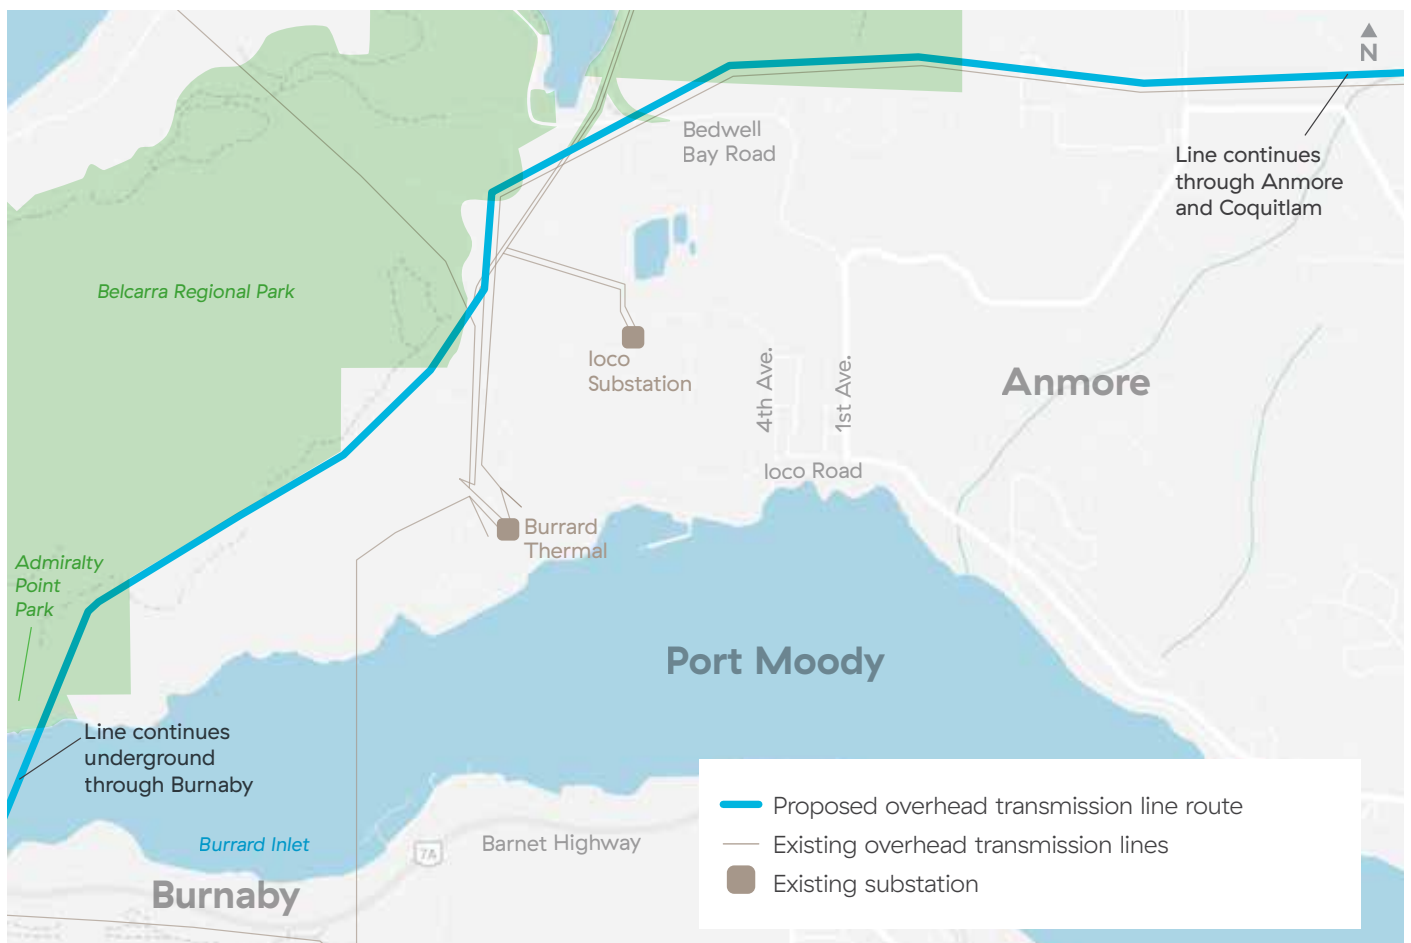 N
Bedwell
Bay Road
Line continues
through Anmore
and Coquitlam
Belcarra Regional Park
Ioco
Substation
4th Ave.
1st Ave.
Anmore
Ioco Road
Burrard
Thermal
Admiralty
Point
Park
Port Moody
Line continues
underground
through Burnaby
Burrard Inlet
7A
Barnet Highway
Burnaby
Proposed overhead transmission line route
Existing overhead transmission lines
Existing substation